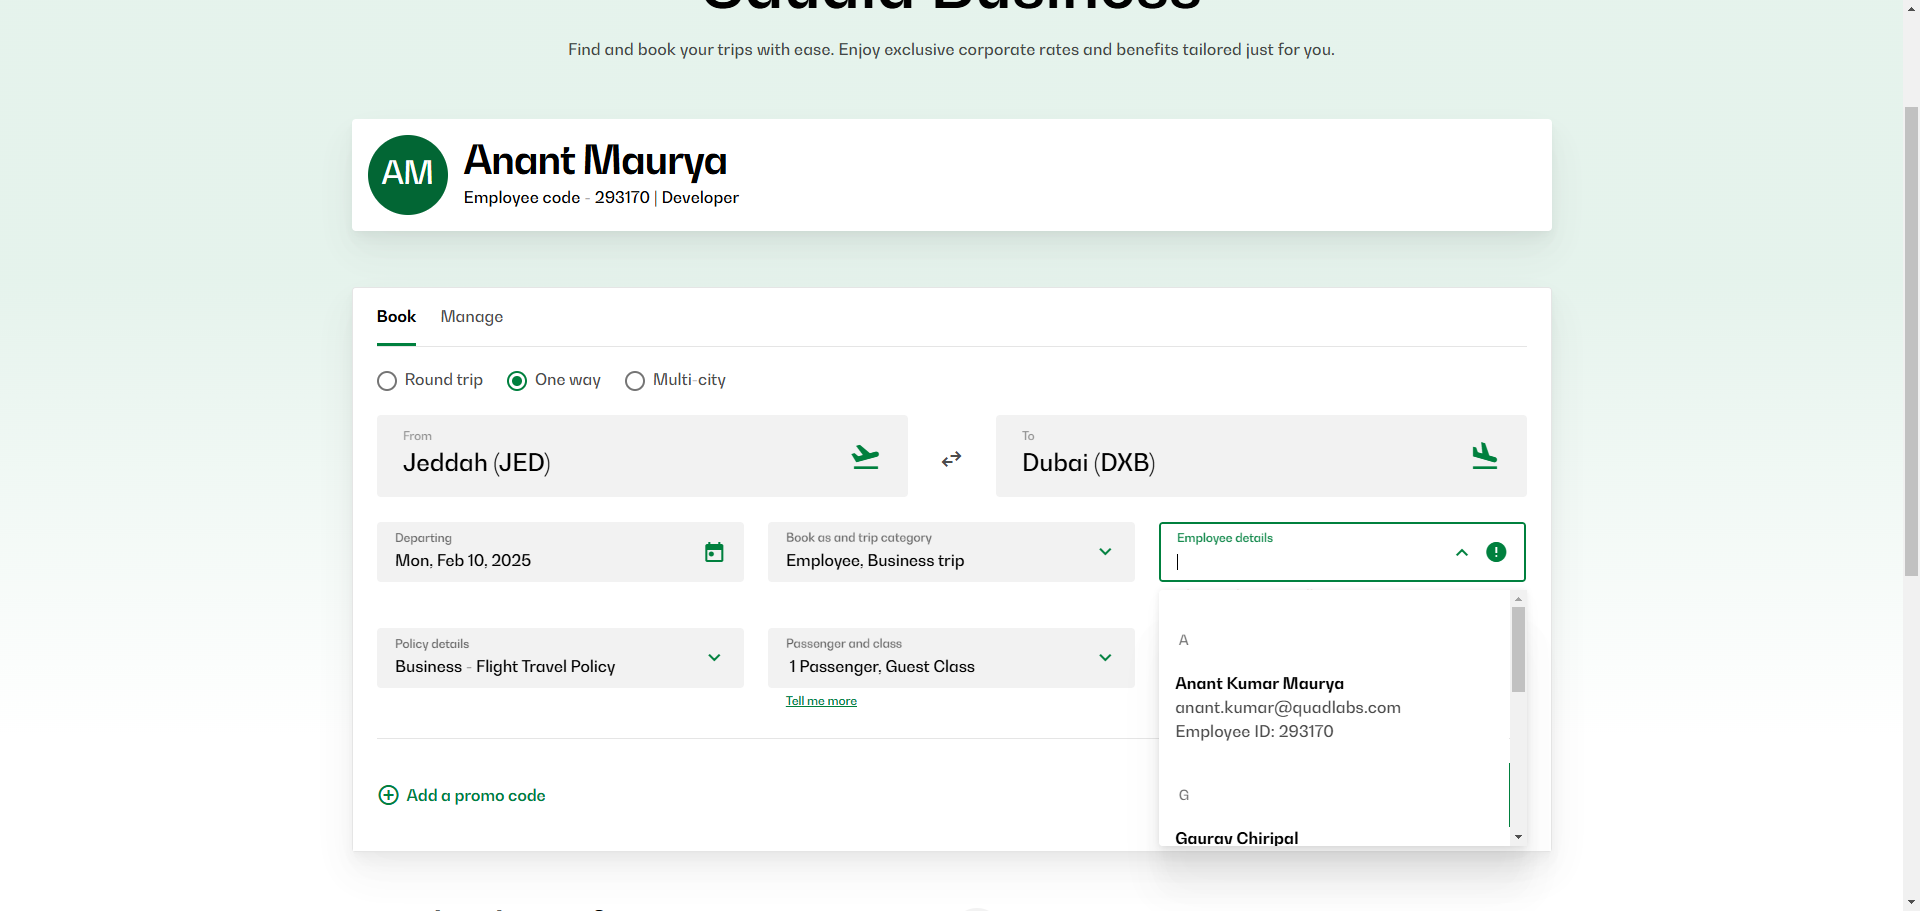 Saudia Business
Find and book your trips with ease. Enjoy exclusive corporate rates and benefits tailored just for you.
AM
Anant Maurya
Employee code - 293170 | Developer
Book Manage
Round trip One way Multi-city
From
Jeddah (JED)
To
Dubai (DXB)
Departing
Mon, Feb 10, 2025
Book as and trip category
Employee, Business trip
Employee details
Policy details
Business - Flight Travel Policy
Passenger and class
1 Passenger, Guest Class
Tell me more
A
Anant Kumar Maurya
anant.kumar@quadlabs.com
Employee ID: 293170
G
Gaurav Chiripal
Add a promo code